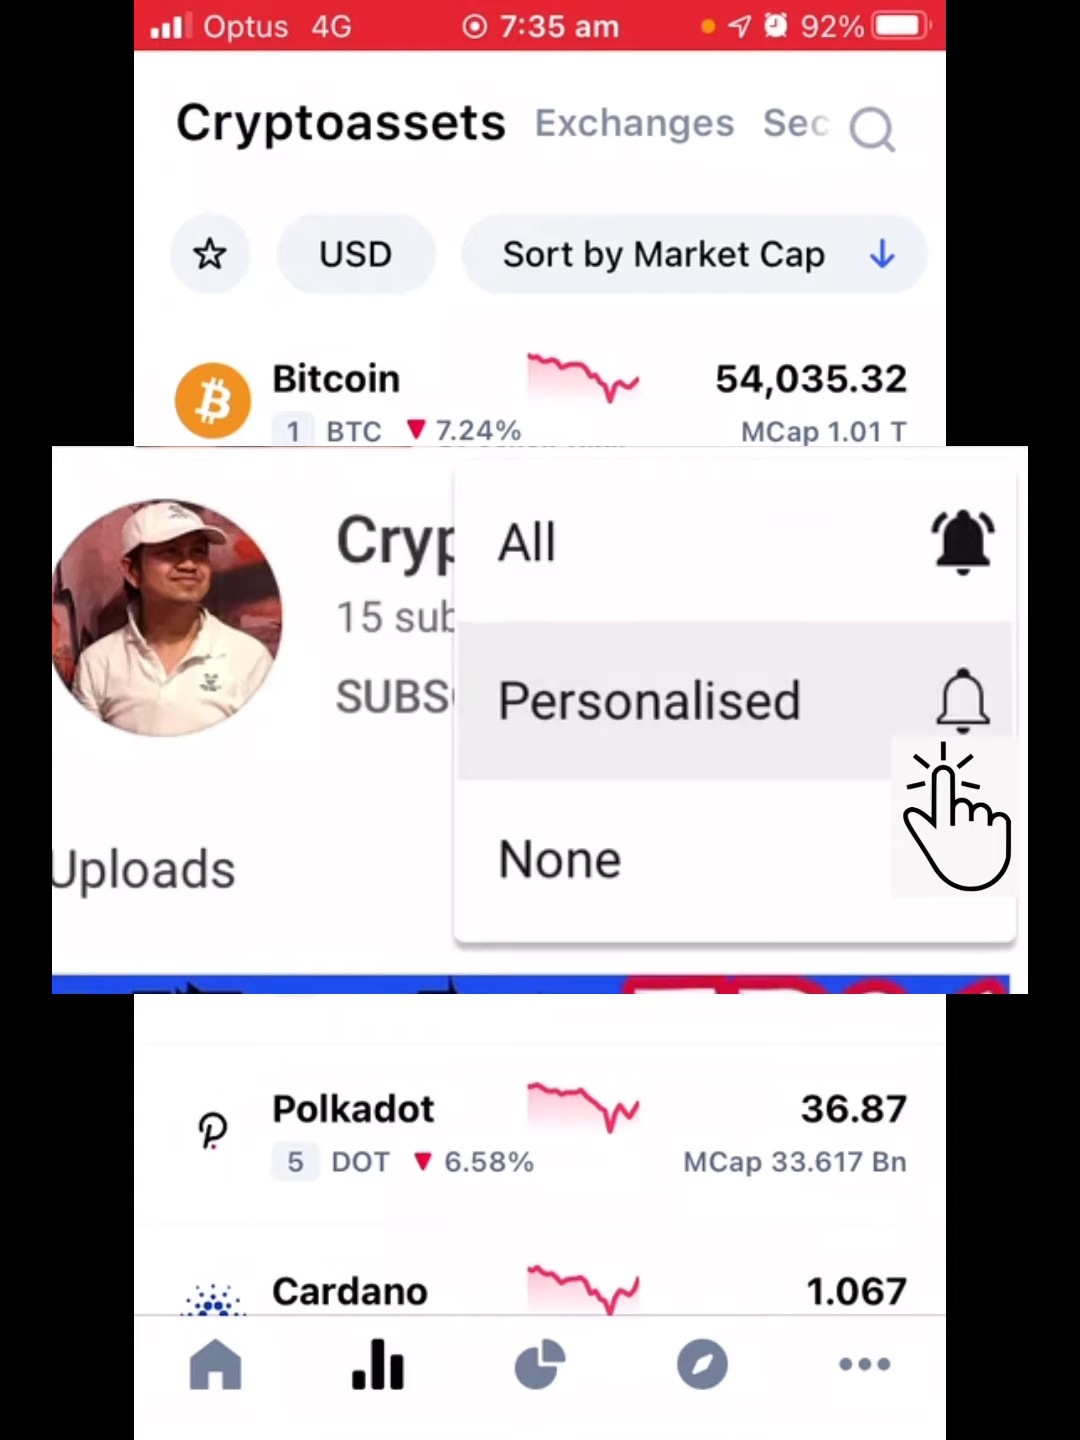 Optus 4G 7:35 am 92%
Cryptoassets Exchanges Sec
USD Sort by Market Cap
Bitcoin 54,035.32
1 BTC 7.24% MCap 1.01 T
Cryp All
15 sub
SUBS Personalised
None
Uploads
Polkadot 36.87
5 DOT 6.58% MCap 33.617 Bn
Cardano 1.067